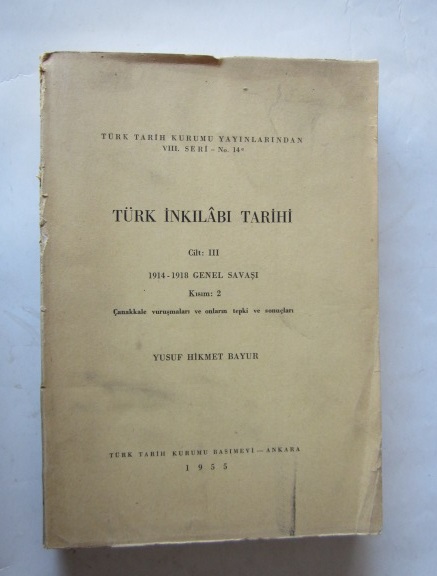 TÜRK TARİH KURUMU YAYINLARINDAN
VIII. SERİ - No. 14ª
TÜRK İNKILÂBI TARİHİ
Cilt: III
1914-1918 GENEL SAVAŞI
Kısım: 2
Çanakkale vuruşmaları ve onların tepki ve sonuçları
YUSUF HİKMET BAYUR
TÜRK TARİH KURUMU BASIMEVİ — ANKARA
1955